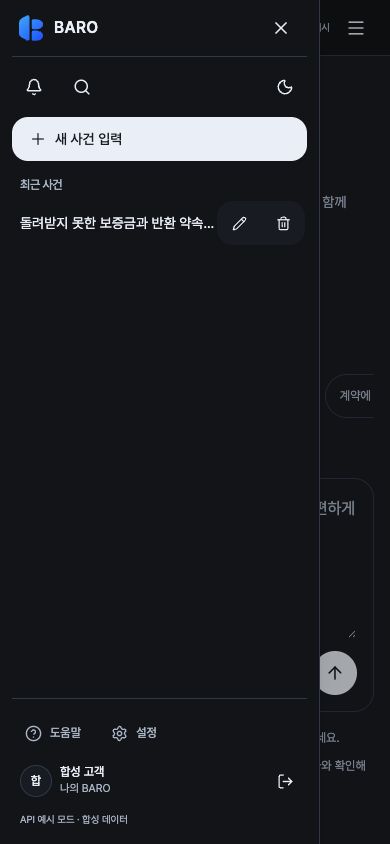 BARO
시
새 사건 입력
최근 사건
돌려받지 못한 보증금과 반환 약속...
함께
계약에
편하게
도움말
설정
세요.
와 확인해
합
합성 고객
나의 BARO
API 예시 모드 · 합성 데이터